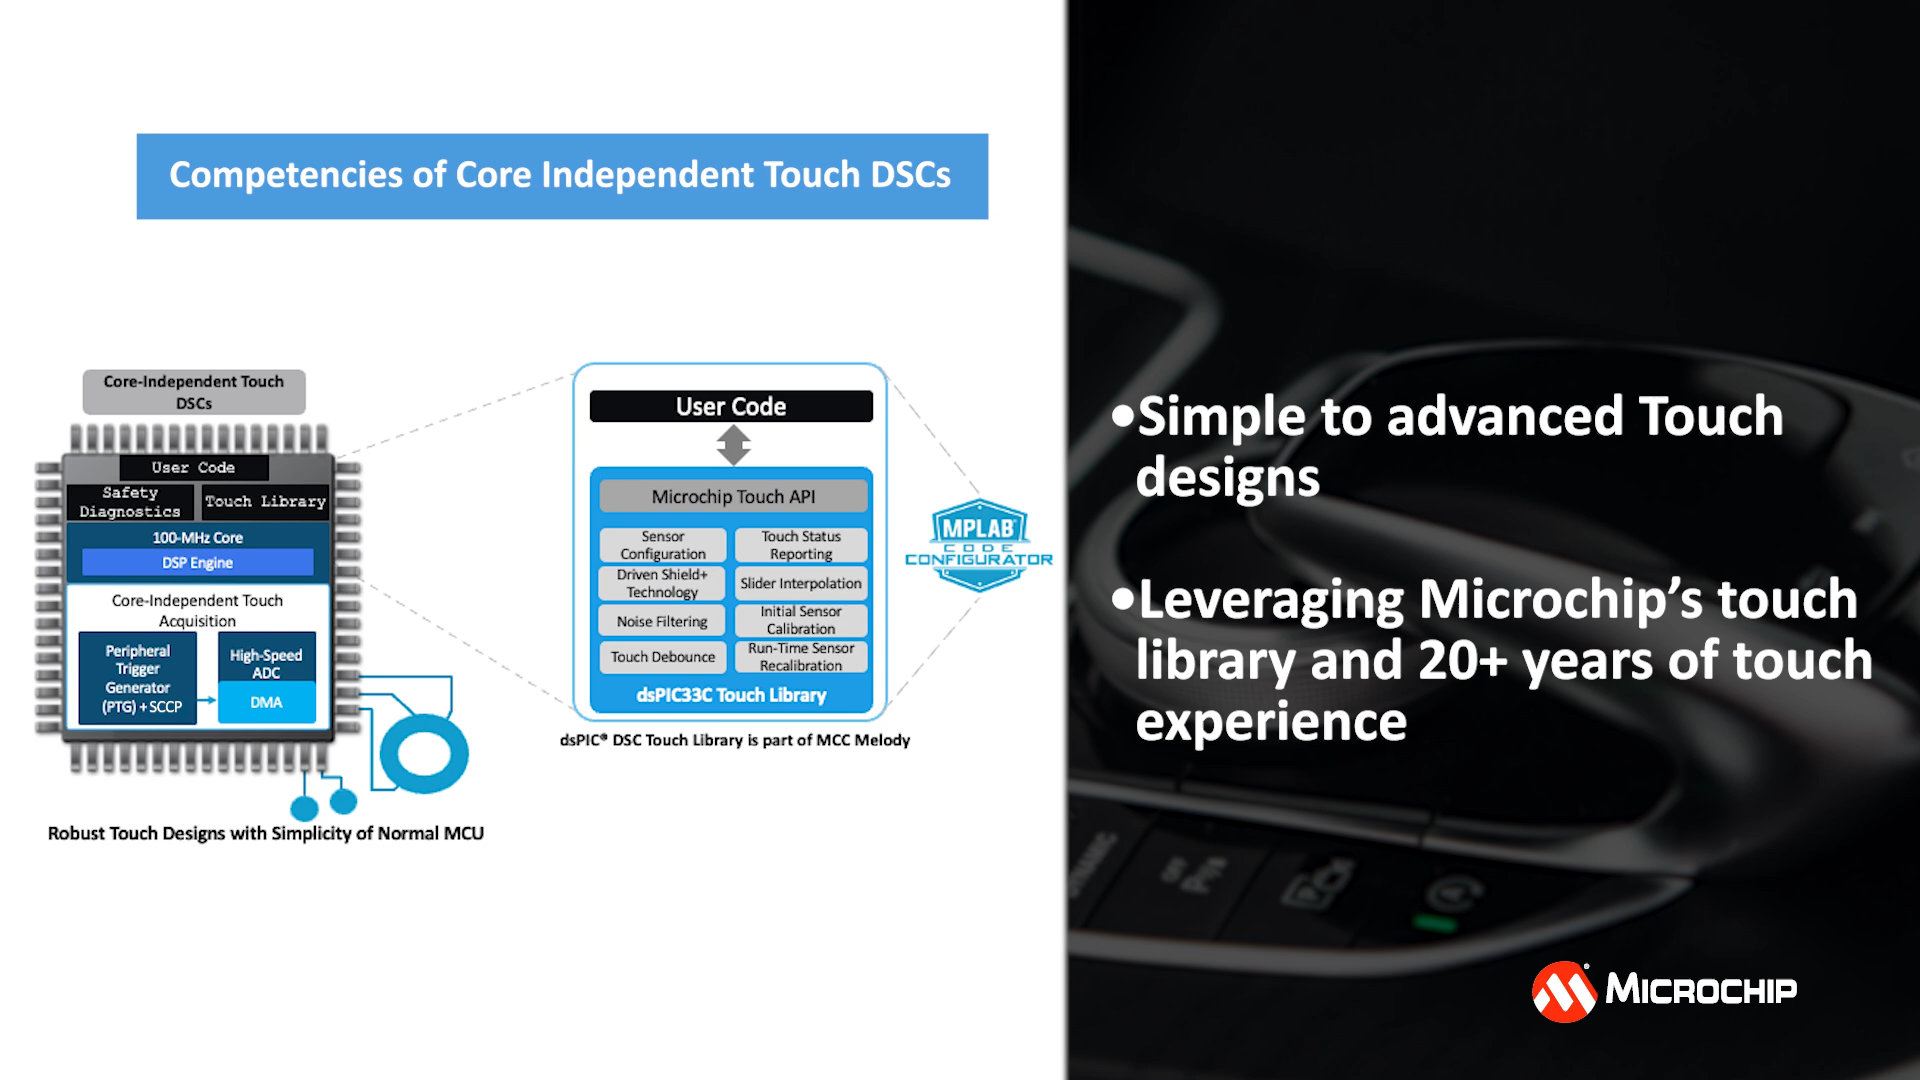 Competencies of Core Independent Touch DSCs
Core-Independent Touch
DSCs
User Code
Safety
Diagnostics
Touch Library
100-MHz Core
DSP Engine
Core-Independent Touch
Acquisition
Peripheral
Trigger
Generator
(PTG) + SCCP
High-Speed
ADC
DMA
Robust Touch Designs with Simplicity of Normal MCU
User Code
Microchip Touch API
Sensor
Configuration
Touch Status
Reporting
Driven Shield+
Technology
Slider Interpolation
Noise Filtering
Initial Sensor
Calibration
Touch Debounce
Run-Time Sensor
Recalibration
dsPIC33C Touch Library
dsPIC® DSC Touch Library is part of MCC Melody
MPLAB®
CODE
CONFIGURATOR
•Simple to advanced Touch
designs
•Leveraging Microchip’s touch
library and 20+ years of touch
experience
OFF
MICROCHIP